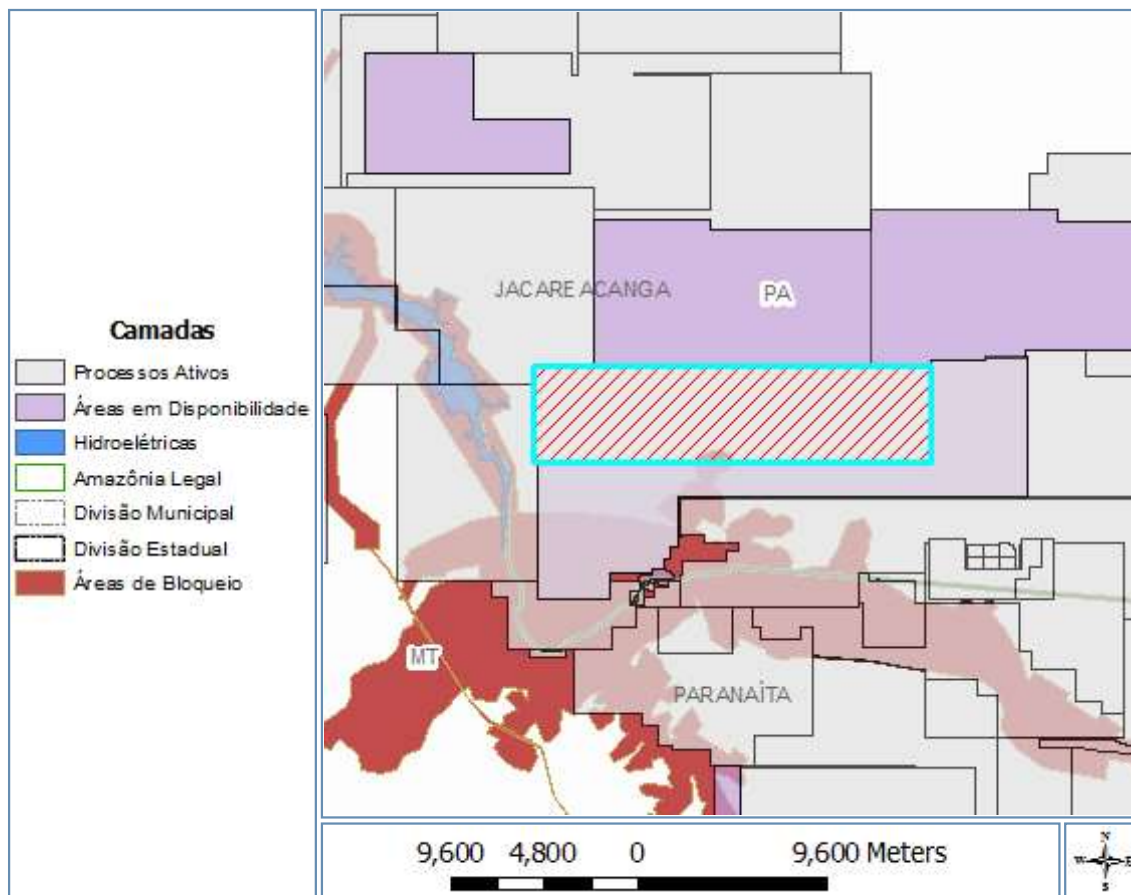 Camadas
Processos Ativos
Áreas em Disponibilidade
Hidroelétricas
Amazônia Legal
Divisão Municipal
Divisão Estadual
Áreas de Bloqueio
JACAREACANGA
PA
MT
PARANAÍTA
9,600 4,800 0 9,600 Meters
N
W E
S